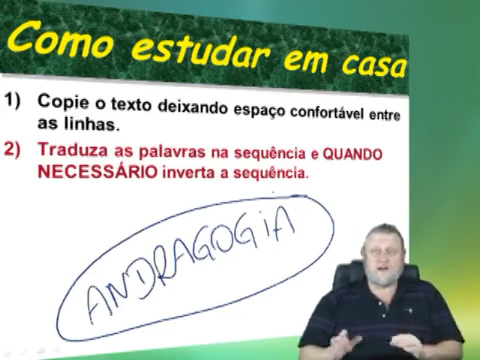 Como estudar em casa
1) Copie o texto deixando espaço confortável entre
as linhas.
2) Traduza as palavras na sequência e QUANDO
NECESSÁRIO inverta a sequência.
ANDRAGOGIA